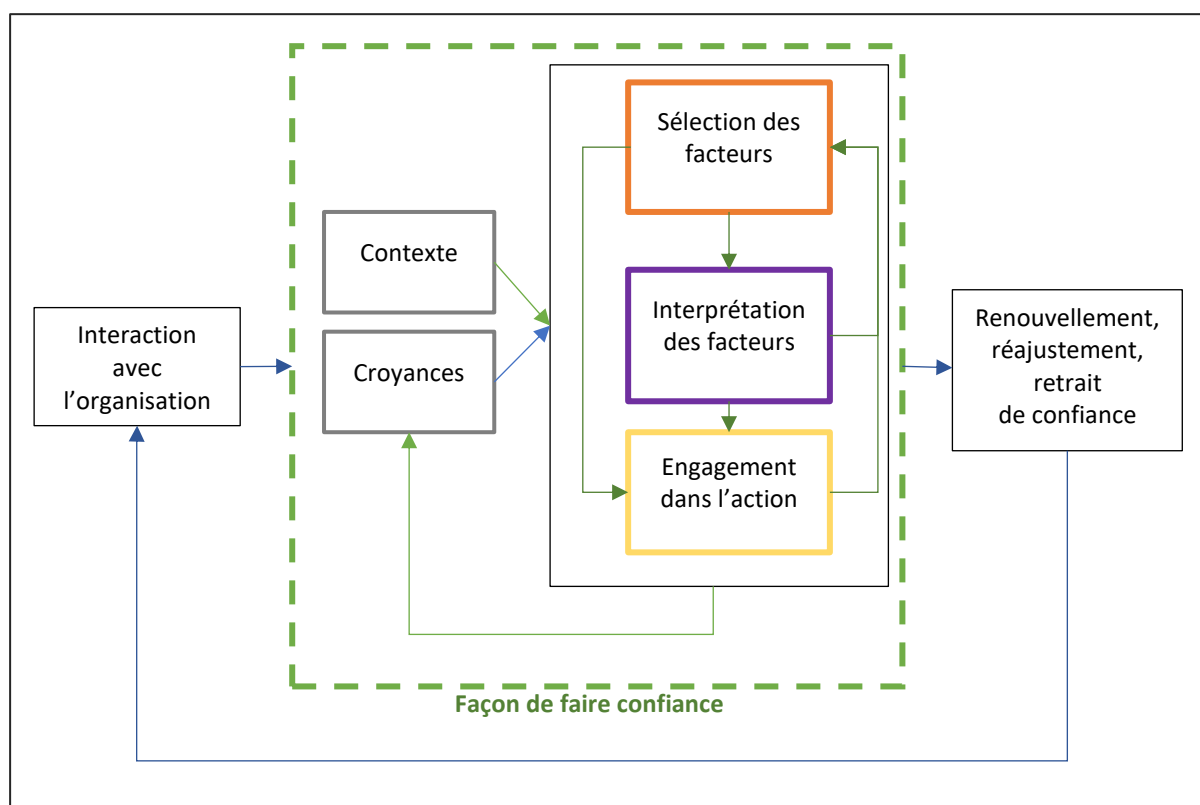 Sélection des
facteurs
Contexte
Interprétation
des facteurs
Interaction
avec
l’organisation
Croyances
Renouvellement,
réajustement,
retrait
de confiance
Engagement
dans l’action
Façon de faire confiance